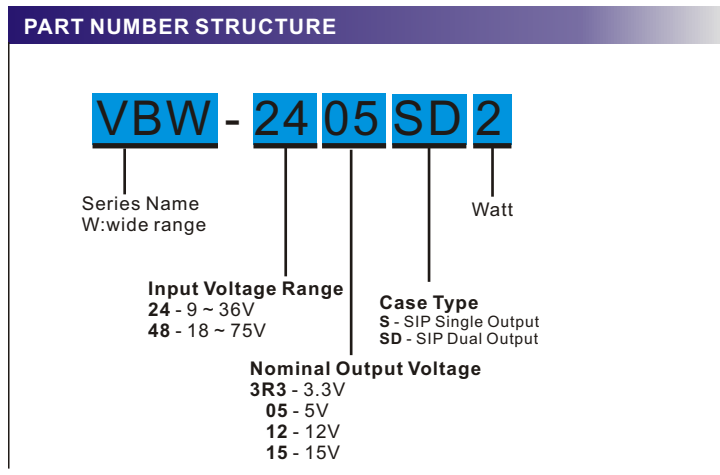 PART NUMBER STRUCTURE
VBW - 24 05 SD 2
Series Name
W:wide range
Watt
Input Voltage Range
24 - 9 ~ 36V
48 - 18 ~ 75V
Case Type
S - SIP Single Output
SD - SIP Dual Output
Nominal Output Voltage
3R3 - 3.3V
05 - 5V
12 - 12V
15 - 15V